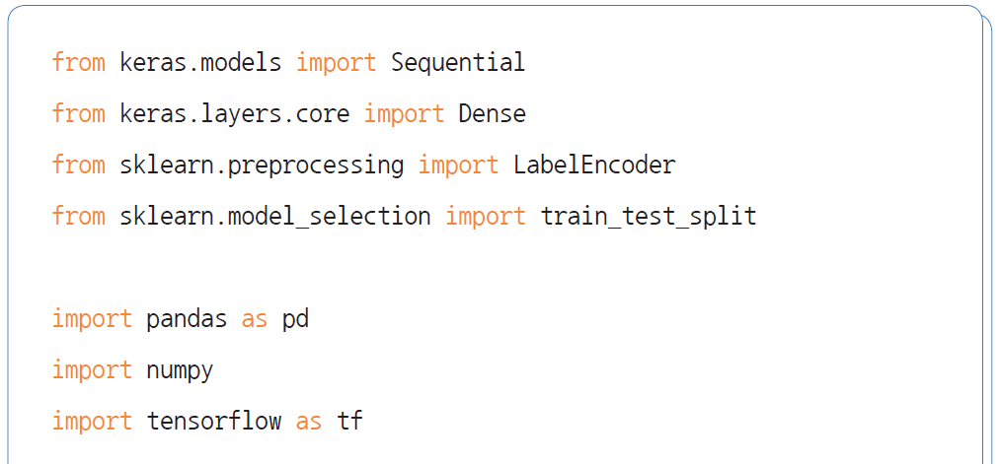 from keras.models import Sequential
from keras.layers.core import Dense
from sklearn.preprocessing import LabelEncoder
from sklearn.model_selection import train_test_split
import pandas as pd
import numpy
import tensorflow as tf